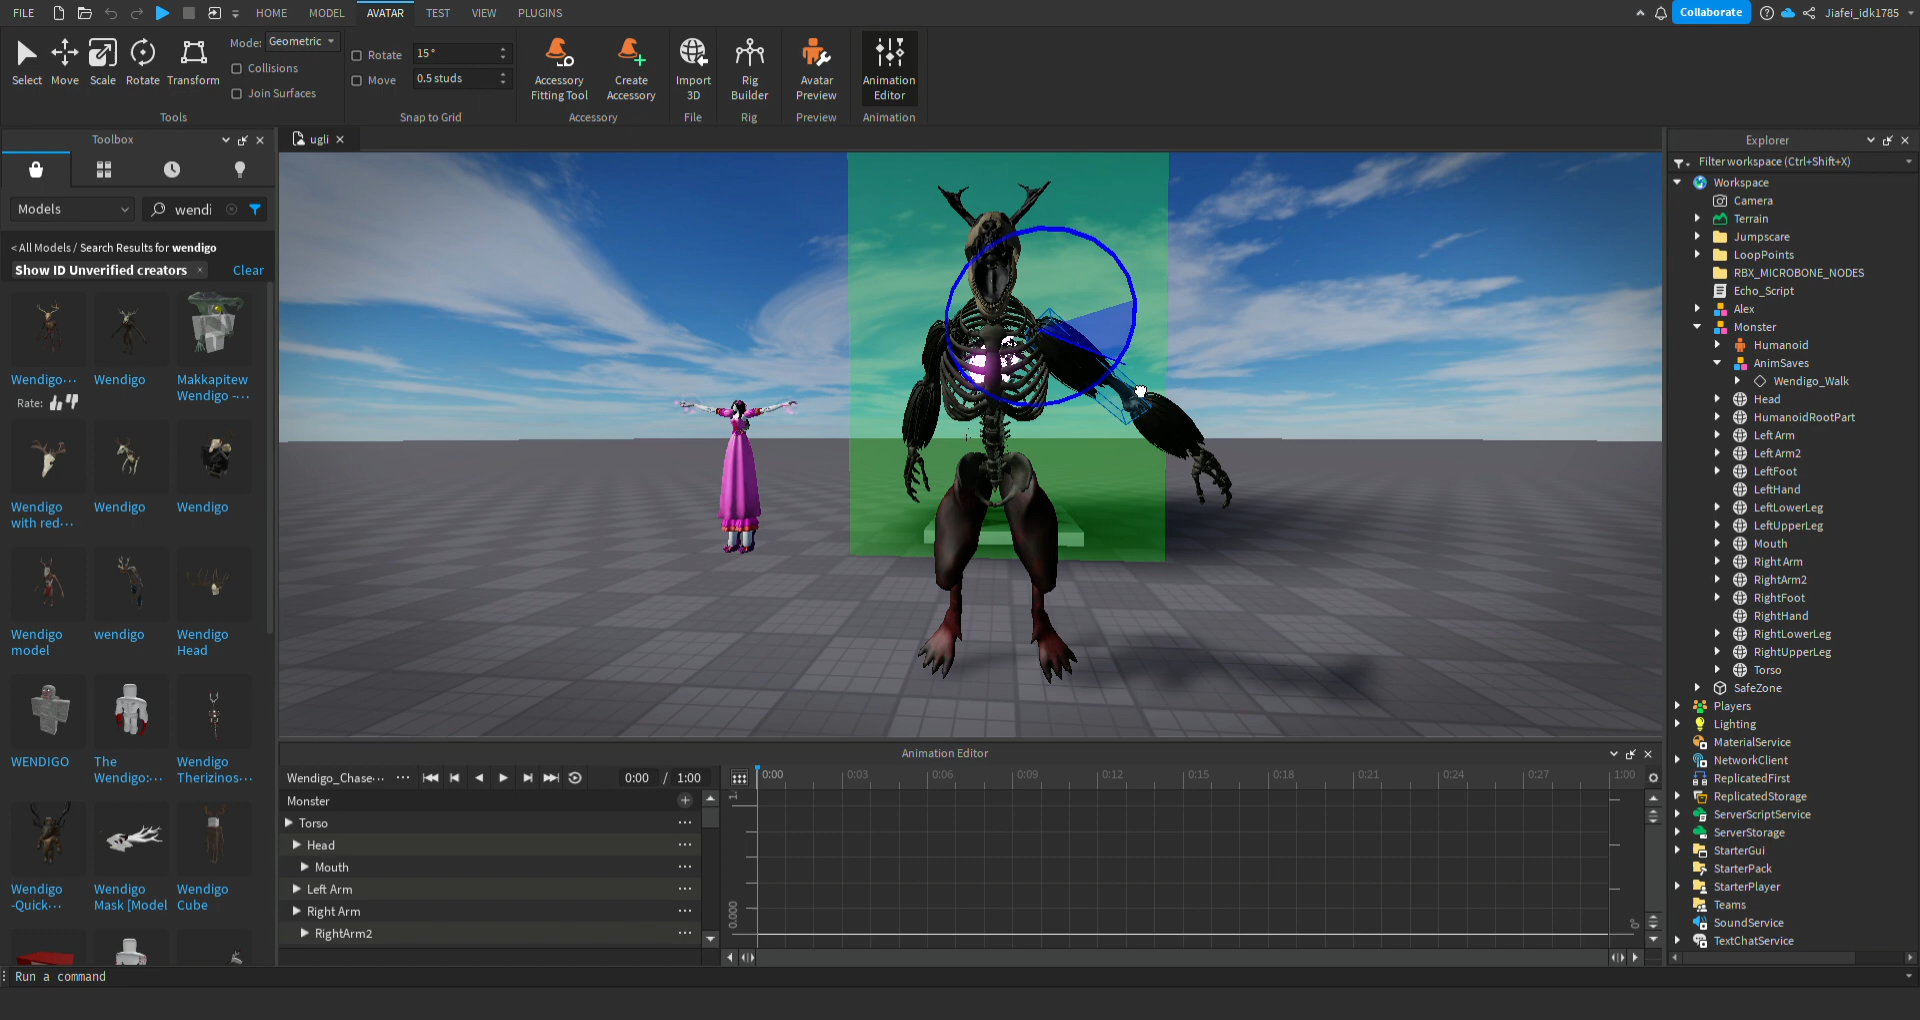 FILE HOME MODEL AVATAR TEST VIEW PLUGINS Collaborate Jiafei_idk1785
Select Move Scale Rotate Transform
Mode: Geometric
Collisions
Join Surfaces
Tools
Rotate 15°
Move 0.5 studs
Snap to Grid
Accessory Fitting Tool
Create Accessory
Accessory
Import 3D
File
Rig Builder
Rig
Avatar Preview
Preview
Animation Editor
Animation
Toolbox
Models wendi
< All Models / Search Results for wendigo
Show ID Unverified creators × Clear
Wendigo... Wendigo Makkapitew Wendigo -...
Rate:
Wendigo with red... Wendigo Wendigo
Wendigo model wendigo Wendigo Head
WENDIGO The Wendigo:... Wendigo Therizinos...
Wendigo -Quick... Wendigo Mask [Model Wendigo Cube
ugli
Animation Editor
Wendigo_Chase... 0:00 / 1:00
0:00 0:03 0:06 0:09 0:12 0:15 0:18 0:21 0:24 0:27 1:00
Monster
Torso
Head
Mouth
Left Arm
Right Arm
RightArm2
0.000
Explorer
Filter workspace (Ctrl+Shift+X)
Workspace
Camera
Terrain
Jumpscare
LoopPoints
RBX_MICROBONE_NODES
Echo_Script
Alex
Monster
Humanoid
AnimSaves
Wendigo_Walk
Head
HumanoidRootPart
Left Arm
Left Arm2
LeftFoot
LeftHand
LeftLowerLeg
LeftUpperLeg
Mouth
Right Arm
RightArm2
RightFoot
RightHand
RightLowerLeg
RightUpperLeg
Torso
SafeZone
Players
Lighting
MaterialService
NetworkClient
ReplicatedFirst
ReplicatedStorage
ServerScriptService
ServerStorage
StarterGui
StarterPack
StarterPlayer
Teams
SoundService
TextChatService
Run a command